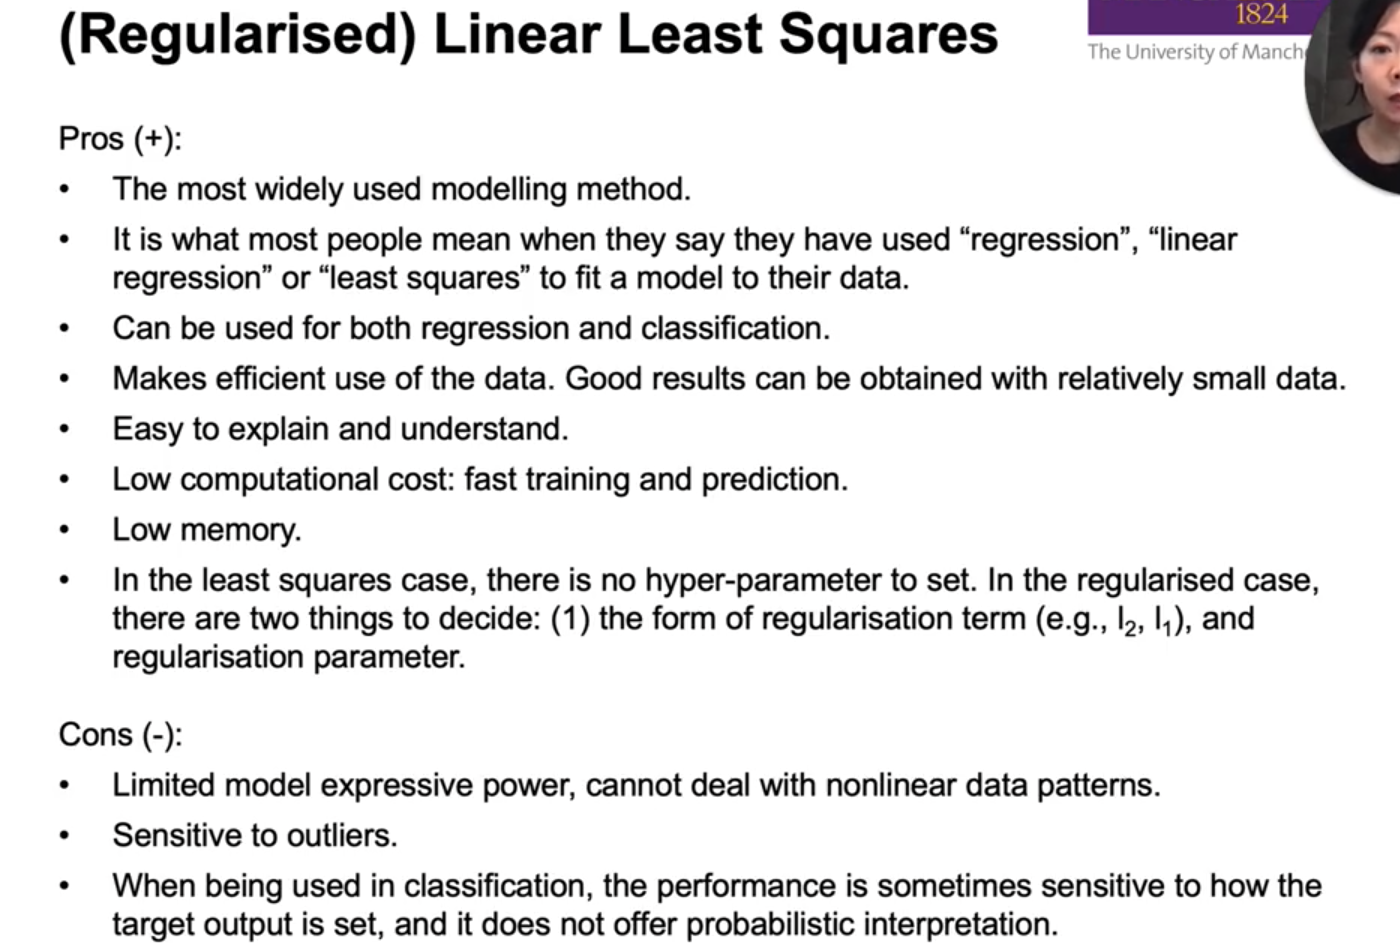 (Regularised) Linear Least Squares
1824
The University of Manch
Pros (+):
• The most widely used modelling method.
• It is what most people mean when they say they have used “regression”, “linear
regression” or “least squares” to fit a model to their data.
• Can be used for both regression and classification.
• Makes efficient use of the data. Good results can be obtained with relatively small data.
• Easy to explain and understand.
• Low computational cost: fast training and prediction.
• Low memory.
• In the least squares case, there is no hyper-parameter to set. In the regularised case,
there are two things to decide: (1) the form of regularisation term (e.g., l₂, l₁), and
regularisation parameter.
Cons (-):
• Limited model expressive power, cannot deal with nonlinear data patterns.
• Sensitive to outliers.
• When being used in classification, the performance is sometimes sensitive to how the
target output is set, and it does not offer probabilistic interpretation.